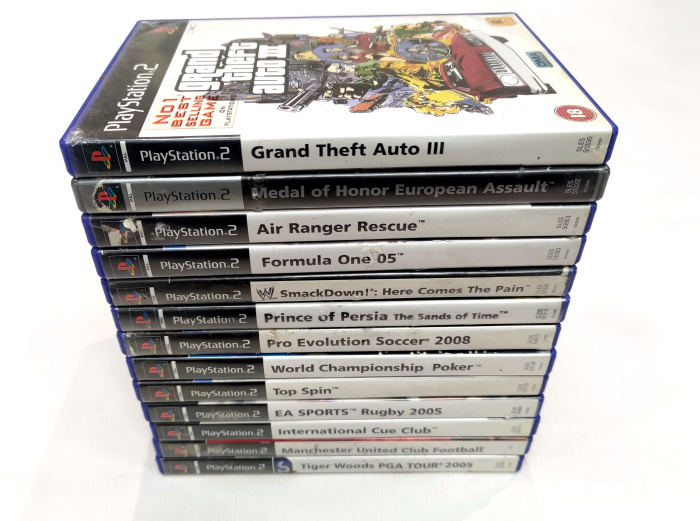 PlayStation.2
grand theft auto III
NO1 BEST SELLING GAME
ON PLAYSTATION
18
PlayStation.2 Grand Theft Auto III
PlayStation.2 Medal of Honor European Assault™
PlayStation.2 Air Ranger Rescue™
PlayStation.2 Formula One 05™
PlayStation.2 W SmackDown!®: Here Comes The Pain™
PlayStation.2 Prince of Persia The Sands of Time™
PlayStation.2 Pro Evolution Soccer® 2008
PlayStation.2 World Championship Poker™
PlayStation.2 Top Spin™
PlayStation.2 EA SPORTS™ Rugby 2005
PlayStation.2 International Cue Club™
PlayStation.2 Manchester United Club Football
PlayStation.2 Tiger Woods PGA TOUR® 2005